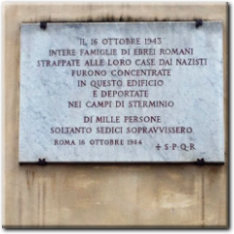 IL 16 OTTOBRE 1943
INTERE FAMIGLIE DI EBREI ROMANI
STRAPPATE ALLE LORO CASE DAI NAZISTI
FURONO CONCENTRATE
IN QUESTO EDIFICIO
E DEPORTATE
NEI CAMPI DI STERMINIO
DI MILLE PERSONE
SOLTANTO SEDICI SOPRAVVISSERO
ROMA 16 OTTOBRE 1964 ✢ S·P·Q·R